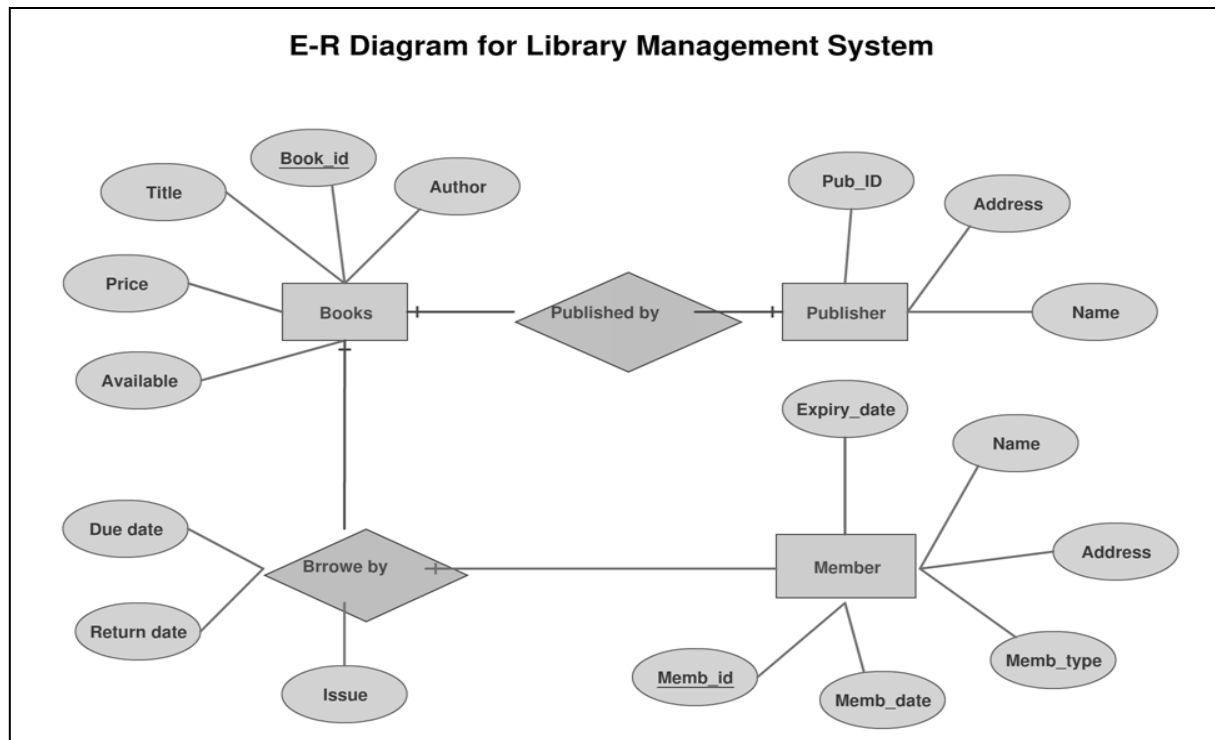 E-R Diagram for Library Management System
Book_id
Title
Author
Pub_ID
Address
Price
Books
Published by
Publisher
Name
Available
Expiry_date
Name
Due date
Brrowe by
Member
Address
Return date
Memb_type
Memb_id
Issue
Memb_date